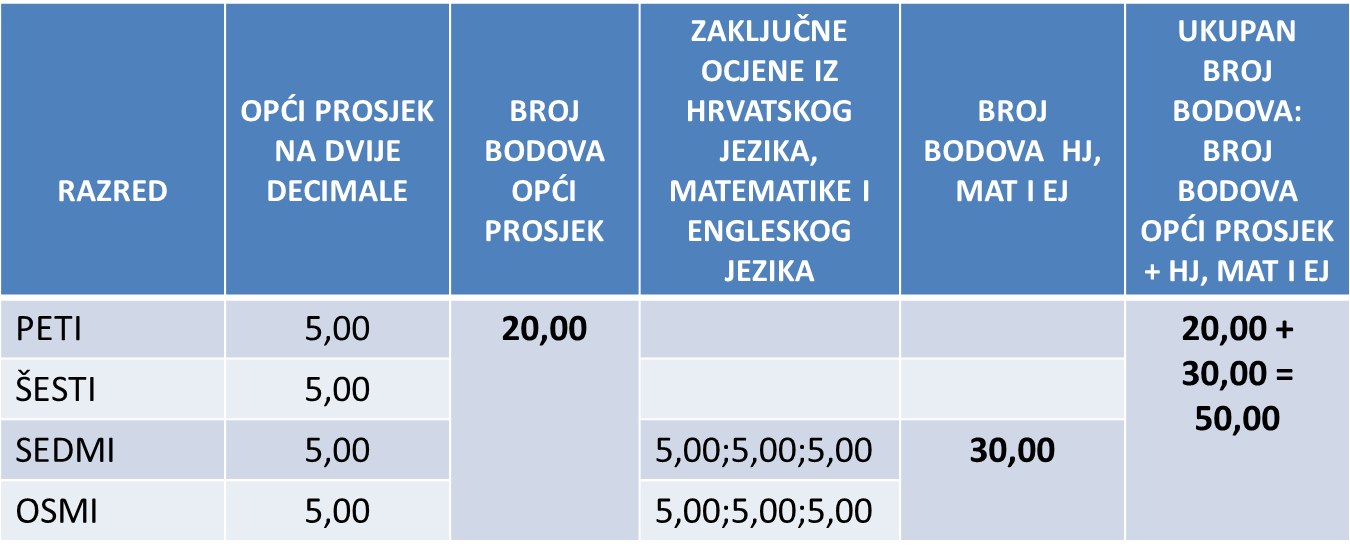 RAZRED
OPĆI PROSJEK
NA DVIJE
DECIMALE
BROJ
BODOVA
OPĆI
PROSJEK
ZAKLJUČNE
OCJENE IZ
HRVATSKOG
JEZIKA,
MATEMATIKE I
ENGLESKOG
JEZIKA
BROJ
BODOVA HJ,
MAT I EJ
UKUPAN
BROJ
BODOVA:
BROJ
BODOVA
OPĆI PROSJEK
+ HJ, MAT I EJ
PETI 5,00 20,00 20,00 +
30,00 =
50,00
ŠESTI 5,00
SEDMI 5,00 5,00;5,00;5,00 30,00
OSMI 5,00 5,00;5,00;5,00